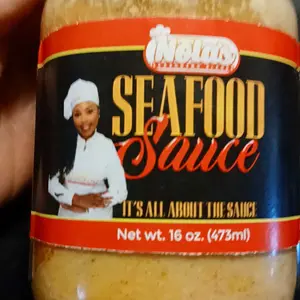 SEAFOOD
Sauce
IT'S ALL ABOUT THE SAUCE
Net wt. 16 oz. (473ml)